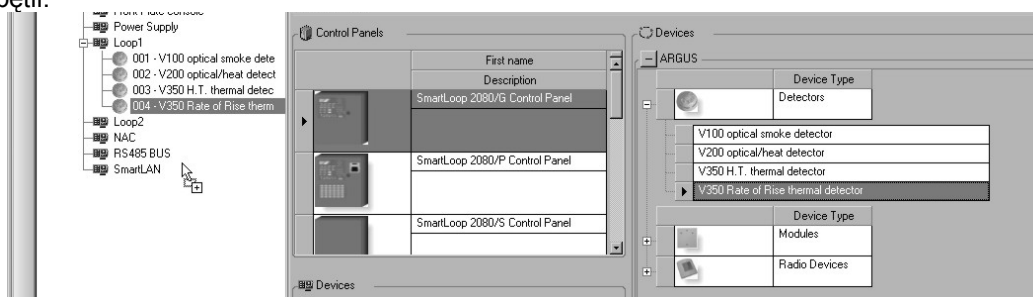 Power Supply
Loop1
001 - V100 optical smoke dete
002 - V200 optical/heat detect
003 - V350 H.T. thermal detec
004 - V350 Rate of Rise therm
Loop2
NAC
RS485 BUS
SmartLAN
Control Panels
First name
Description
SmartLoop 2080/G Control Panel
SmartLoop 2080/P Control Panel
SmartLoop 2080/S Control Panel
Devices
Devices
ARGUS
Device Type
Detectors
V100 optical smoke detector
V200 optical/heat detector
V350 H.T. thermal detector
V350 Rate of Rise thermal detector
Device Type
Modules
Radio Devices